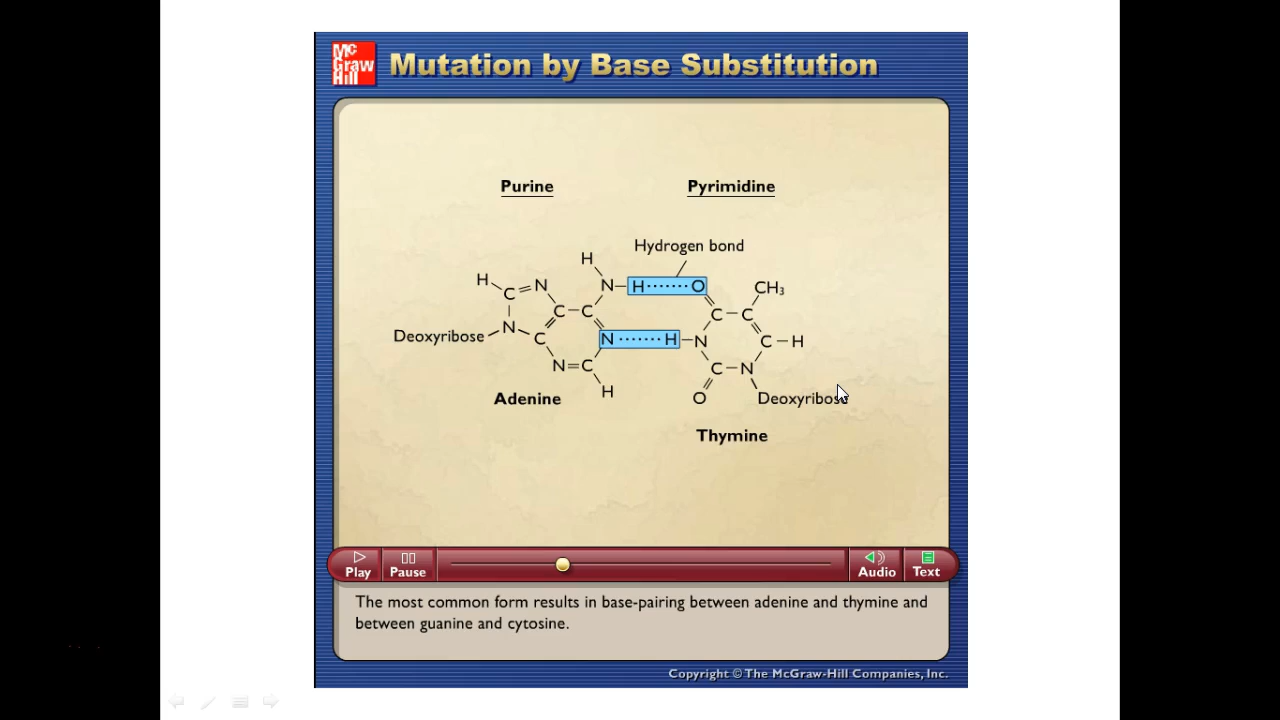 Mc
Graw
Hill
Mutation by Base Substitution
Purine
Pyrimidine
Hydrogen bond
H
H
C
N
N
H
O
CH3
C
C
C
C
Deoxyribose
N
C
N
H
N
C
H
N
C
C
N
H
O
Deoxyribose
Adenine
Thymine
Play
Pause
Audio
Text
The most common form results in base-pairing between adenine and thymine and
between guanine and cytosine.
Copyright © The McGraw-Hill Companies, Inc.